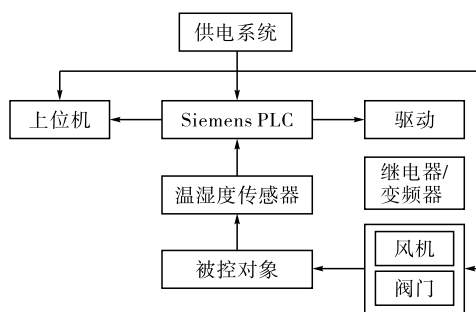 供电系统
上位机
Siemens PLC
驱动
温湿度传感器
继电器/
变频器
被控对象
风机
阀门